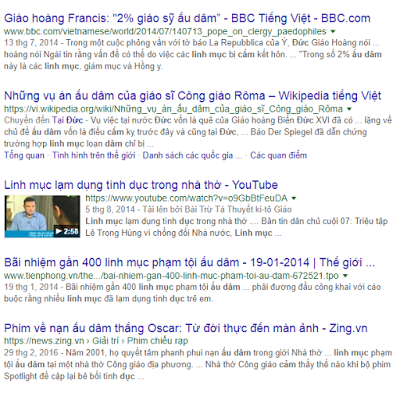 Giáo hoàng Francis: "2% giáo sỹ ấu dâm" - BBC Tiếng Việt - BBC.com
www.bbc.com/vietnamese/world/2014/07/140713_pope_on_clergy_paedophiles
13 thg 7, 2014 - Trong một cuộc phỏng vấn với tờ báo La Repubblica của Ý, Đức Giáo hoàng nói ...
hoàng nói Ngài tin rằng vấn đề có thể do việc các linh mục bị cấm kết hôn. ... "Trong số 2% ấu dâm
này là các linh mục, giám mục và Hồng y.
Những vụ án ấu dâm của giáo sĩ Công giáo Rôma – Wikipedia tiếng Việt
https://vi.wikipedia.org/wiki/Những_vụ_án_ấu_dâm_của_giáo_sĩ_Công_giáo_Rôma
Chuyển đến Tại Đức - Vụ việc tại nước Đức vốn là quê của Giáo hoàng Biển Đức XVI đã có ... lặng về
chủ đề ấu dâm vốn là điều cấm kỵ trước đây và cũng tại Đức, ... Báo Der Spiegel đã dẫn chứng
trường hợp linh mục loạn dâm chỉ bị ...
Tổng quan · Tình hình trên thế giới · Danh sách các quốc gia ... · Các quan điểm
Linh mục lạm dụng tình dục trong nhà thờ - YouTube
https://www.youtube.com/watch?v=o9GbBtFeuDA
5 thg 8, 2014 - Tải lên bởi Bài Trừ Tà Thuyết ki-tô Giáo
Linh mục lạm dụng tình dục trong nhà thờ .... Bản tin dân chủ cuội 07: Triệu tập
Lê Trọng Hùng vì chống đối Nhà nước, Linh mục ...
2:58
Bãi nhiệm gần 400 linh mục phạm tội ấu dâm - 19-01-2014 | Thế giới ...
www.tienphong.vn/the.../bai-nhiem-gan-400-linh-muc-pham-toi-au-dam-672521.tpo
19 thg 1, 2014 - Bãi nhiệm gần 400 linh mục phạm tội ấu dâm ... phải đương đầu công khai với cáo
buộc rằng nhiều linh mục đã lạm dụng tình dục trẻ em.
Phim về nạn ấu dâm thắng Oscar: Từ đời thực đến màn ảnh - Zing.vn
https://news.zing.vn › Giải trí › Phim chiếu rạp
29 thg 2, 2016 - Năm 2001, họ quyết tâm phanh phui nạn ấu dâm trong giới Nhà thờ ... linh mục phạm
tội ấu dâm tại một nhà thờ Công giáo địa phương. ... Nhà thờ Công giáo cảm thấy thế nào khi bộ phim
Spotlight đề cập lại bê bối tình dục ...